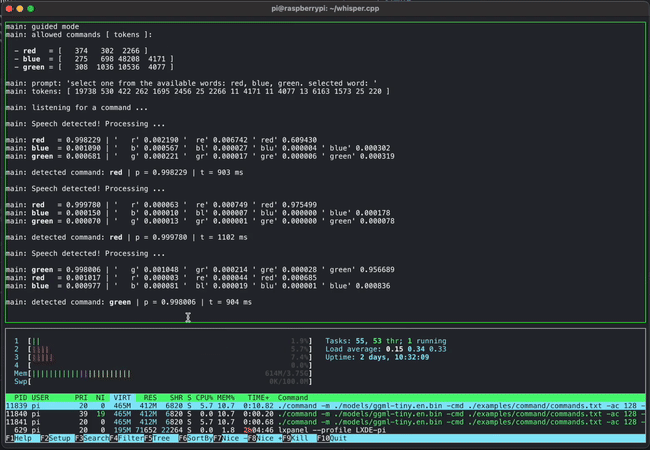 pi@raspberrypi: ~/whisper.cpp
main: guided mode
main: allowed commands [ tokens ]:
- red = [ 374 302 2266 ]
- blue = [ 275 698 48208 4171 ]
- green = [ 308 1036 10536 4077 ]
main: prompt: 'select one from the available words: red, blue, green. selected word: '
main: tokens: [ 19738 530 422 262 1695 2456 25 2266 11 4171 11 4077 13 6163 1573 25 220 ]
main: listening for a command ...
main: Speech detected! Processing ...
main: red = 0.998229 | ' r' 0.002190 ' re' 0.006742 ' red' 0.609430
main: blue = 0.001090 | ' b' 0.000567 ' bl' 0.000027 ' blu' 0.000004 ' blue' 0.000302
main: green = 0.000681 | ' g' 0.000221 ' gr' 0.000017 ' gre' 0.000006 ' green' 0.000319
main: detected command: red | p = 0.998229 | t = 903 ms
main: Speech detected! Processing ...
main: red = 0.999780 | ' r' 0.000063 ' re' 0.000749 ' red' 0.975499
main: blue = 0.000150 | ' b' 0.000010 ' bl' 0.000007 ' blu' 0.000000 ' blue' 0.000178
main: green = 0.000070 | ' g' 0.000013 ' gr' 0.000001 ' gre' 0.000000 ' green' 0.000078
main: detected command: red | p = 0.999780 | t = 1102 ms
main: Speech detected! Processing ...
main: green = 0.998006 | ' g' 0.001048 ' gr' 0.000214 ' gre' 0.000028 ' green' 0.956689
main: red = 0.001017 | ' r' 0.000003 ' re' 0.000044 ' red' 0.000685
main: blue = 0.000977 | ' b' 0.000081 ' bl' 0.000019 ' blu' 0.000001 ' blue' 0.000836
main: detected command: green | p = 0.998006 | t = 904 ms
1 [|| 1.9%] Tasks: 55, 53 thr; 1 running
2 [|||| 5.7%] Load average: 0.15 0.34 0.33
3 [||||| 7.4%] Uptime: 2 days, 10:32:09
4 [ 0.0%]
Mem[ 614M/3.75G]
Swp[ 0K/100.0M]
PID USER PRI NI VIRT RES SHR S CPU% MEM% TIME+ Command
11839 pi 20 0 465M 412M 6820 S 5.7 10.7 0:10.82 ./command -m ./models/ggml-tiny.en.bin -cmd ./examples/command/commands.txt -ac 128 -
11840 pi 39 19 465M 412M 6820 S 0.0 10.7 0:00.20 ./command -m ./models/ggml-tiny.en.bin -cmd ./examples/command/commands.txt -ac 128 -
11841 pi 20 0 465M 412M 6820 S 0.0 10.7 0:00.68 ./command -m ./models/ggml-tiny.en.bin -cmd ./examples/command/commands.txt -ac 128 -
629 pi 20 0 195M 71652 22264 S 0.0 1.8 2h04:46 lxpanel --profile LXDE-pi
F1Help F2Setup F3SearchF4FilterF5Tree F6SortByF7Nice -F8Nice +F9Kill F10Quit